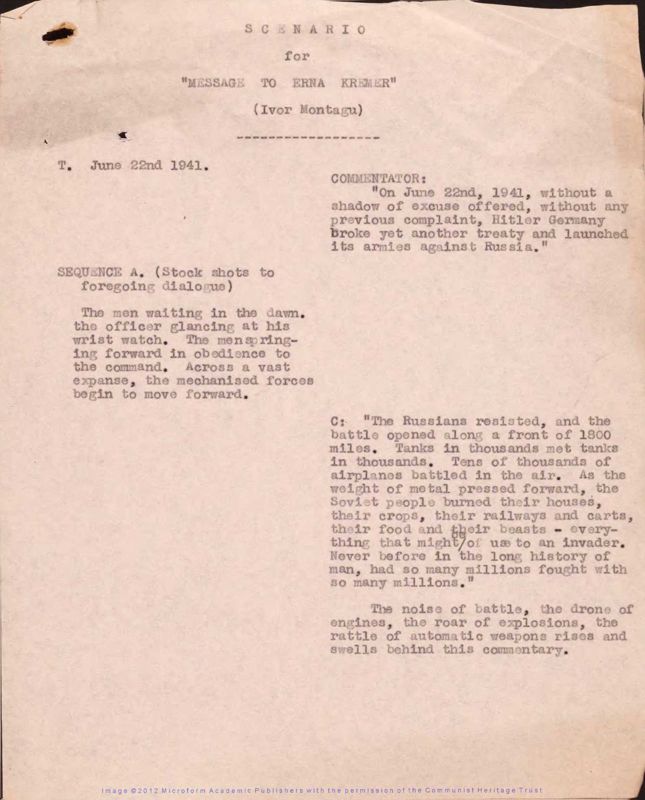 SCENARIO
for
"MESSAGE TO ERNA KREMER"
(Ivor Montagu)
T. June 22nd 1941.
COMMENTATOR:
"On June 22nd, 1941, without a
shadow of excuse offered, without any
previous complaint, Hitler Germany
broke yet another treaty and launched
its armies against Russia."
SEQUENCE A. (Stock shots to
foregoing dialogue)
The men waiting in the dawn.
the officer glancing at his
wrist watch. The men spring-
ing forward in obedience to
the command. Across a vast
expanse, the mechanised forces
begin to move forward.
C: "The Russians resisted, and the
battle opened along a front of 1800
miles. Tanks in thousands met tanks
in thousands. Tens of thousands of
airplanes battled in the air. As the
weight of metal pressed forward, the
Soviet people burned their houses,
their crops, their railways and carts,
their food and their beasts - every-
thing that might/be of use to an invader.
Never before in the long history of
man, had so many millions fought with
so many millions."
The noise of battle, the drone of
engines, the roar of explosions, the
rattle of automatic weapons rises and
swells behind this commentary.
Image ©2012 Microform Academic Publishers with the permission of the Communist Heritage Trust